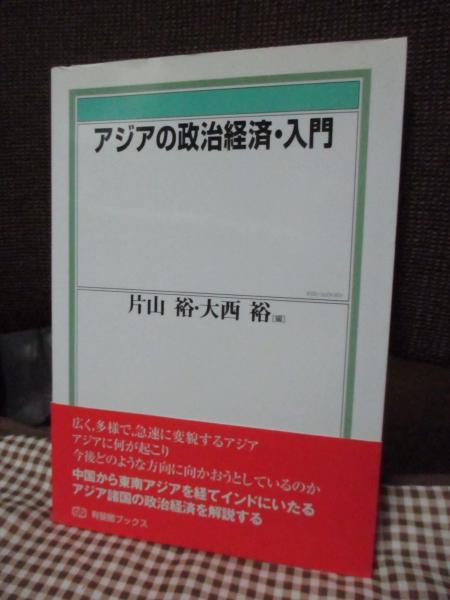 アジアの政治経済・入門
片山 裕・大西 裕[編]
広く,多様で,急速に変貌するアジア
アジアに何が起こり
今後どのような方向に向かおうとしているのか
中国から東南アジアを経てインドにいたる
アジア諸国の政治経済を解説する
有斐閣ブックス